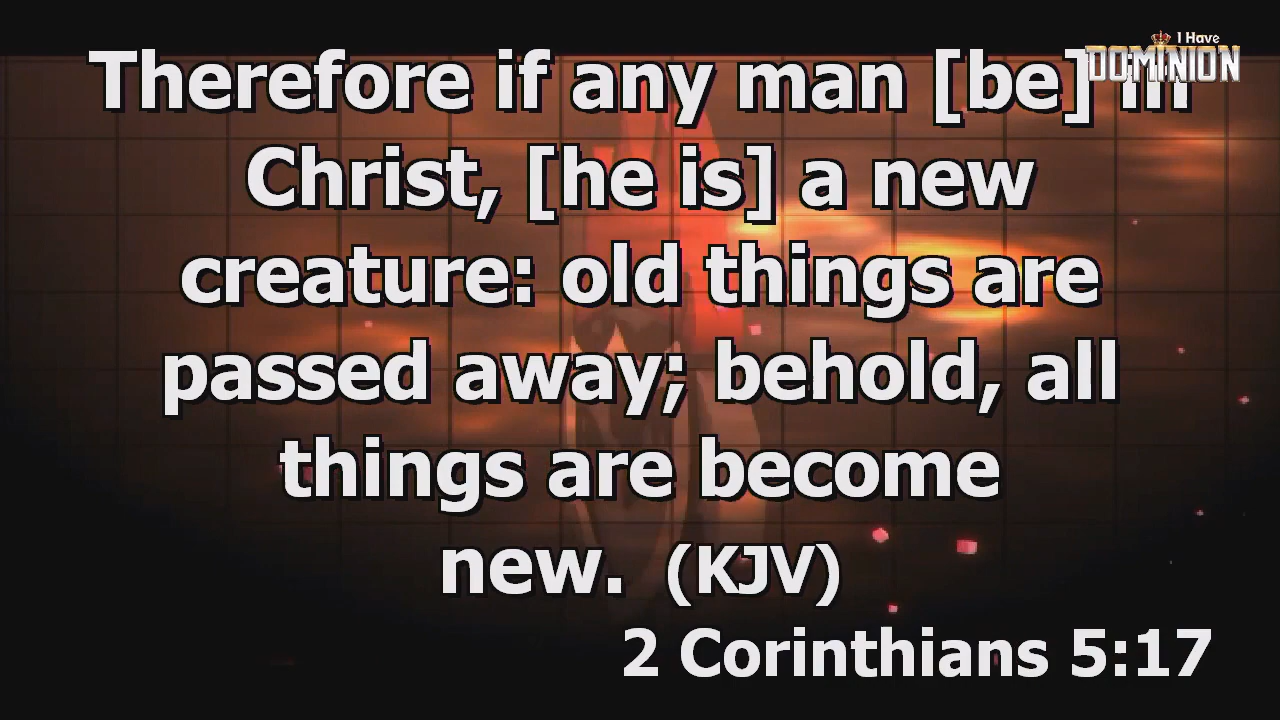 I Have
DOMINION
Therefore if any man [be] in
Christ, [he is] a new
creature: old things are
passed away; behold, all
things are become
new. (KJV)
2 Corinthians 5:17